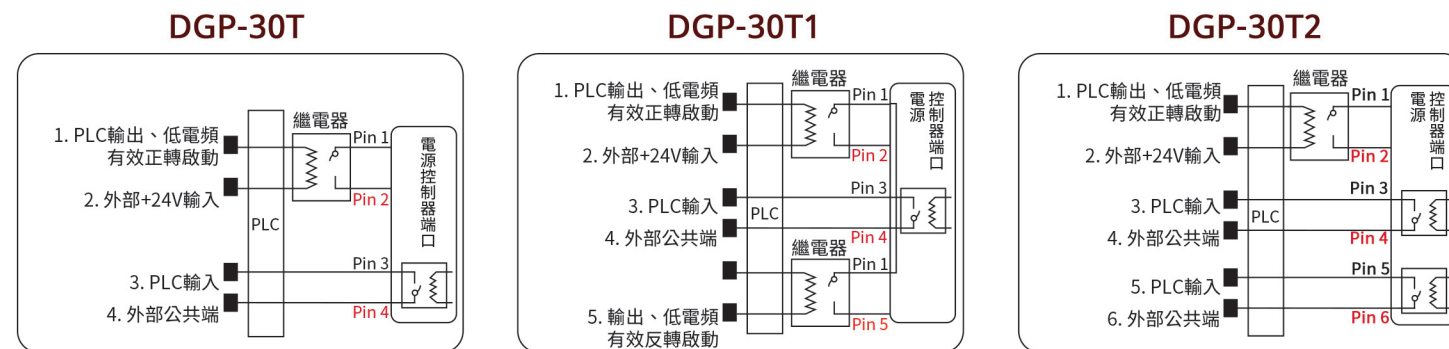 DGP-30T
1. PLC輸出、低電頻
有效正轉啟動
2. 外部+24V輸入
3. PLC輸入
4. 外部公共端
PLC
繼電器
Pin 1
Pin 2
Pin 3
Pin 4
電源控制器端口
DGP-30T1
1. PLC輸出、低電頻
有效正轉啟動
2. 外部+24V輸入
3. PLC輸入
4. 外部公共端
5. 輸出、低電頻
有效反轉啟動
PLC
繼電器
Pin 1
Pin 2
Pin 3
Pin 4
繼電器
Pin 1
Pin 5
電源
控制器端口
DGP-30T2
1. PLC輸出、低電頻
有效正轉啟動
2. 外部+24V輸入
3. PLC輸入
4. 外部公共端
5. PLC輸入
6. 外部公共端
PLC
繼電器
Pin 1
Pin 2
Pin 3
Pin 4
Pin 5
Pin 6
電源
控制器端口